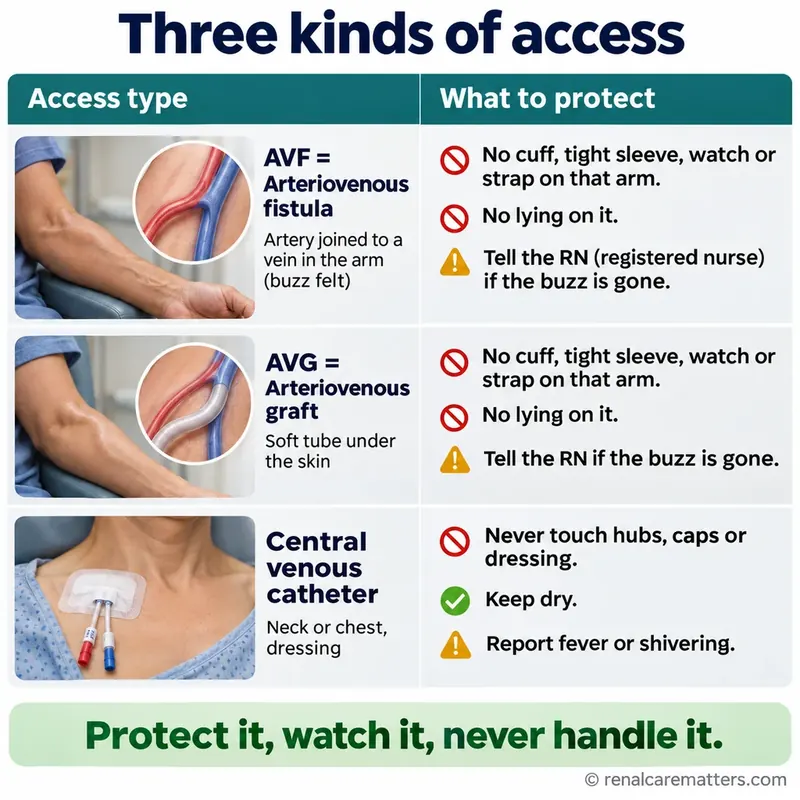 Three kinds of access
Access type
What to protect
AVF =
Arteriovenous
fistula
Artery joined to a
vein in the arm
(buzz felt)
No cuff, tight sleeve, watch or
strap on that arm.
No lying on it.
Tell the RN (registered nurse)
if the buzz is gone.
AVG =
Arteriovenous
graft
Soft tube under
the skin
No cuff, tight sleeve, watch or
strap on that arm.
No lying on it.
Tell the RN if the buzz is gone.
Central
venous
catheter
Neck or chest,
dressing
Never touch hubs, caps or
dressing.
Keep dry.
Report fever or shivering.
Protect it, watch it, never handle it.
© renalcarematters.com